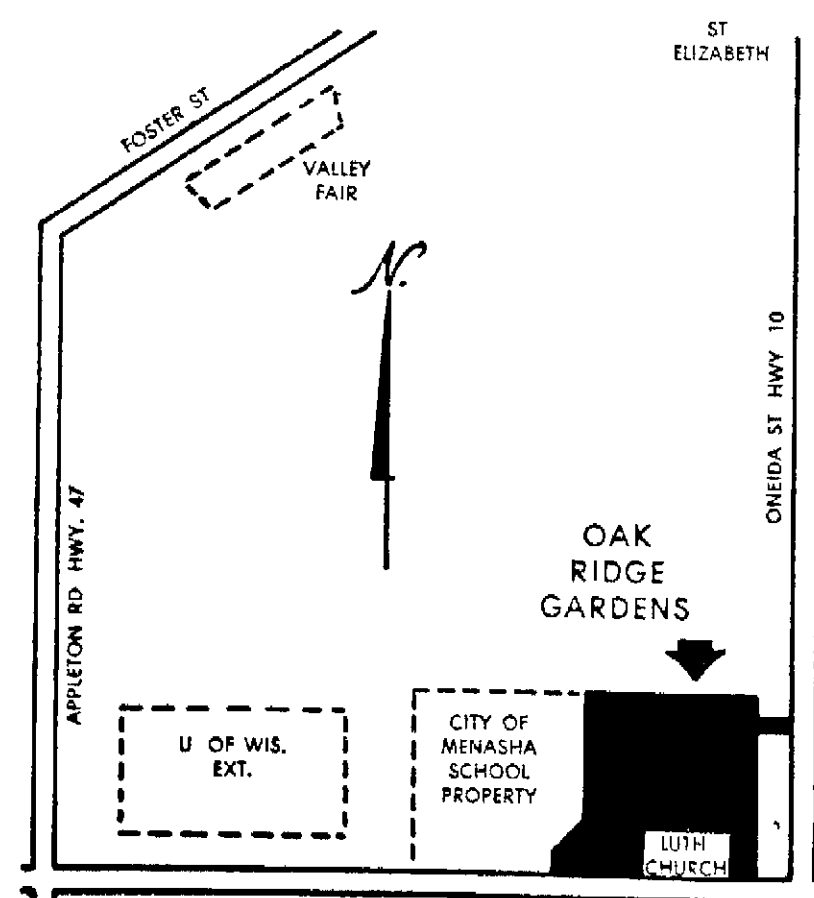 ST
ELIZABETH
FOSTER ST
VALLEY
FAIR
N.
ONEIDA ST HWY 10
APPLETON RD HWY. 47
OAK
RIDGE
GARDENS
U OF WIS.
EXT.
CITY OF
MENASHA
SCHOOL
PROPERTY
LUTH
CHURCH